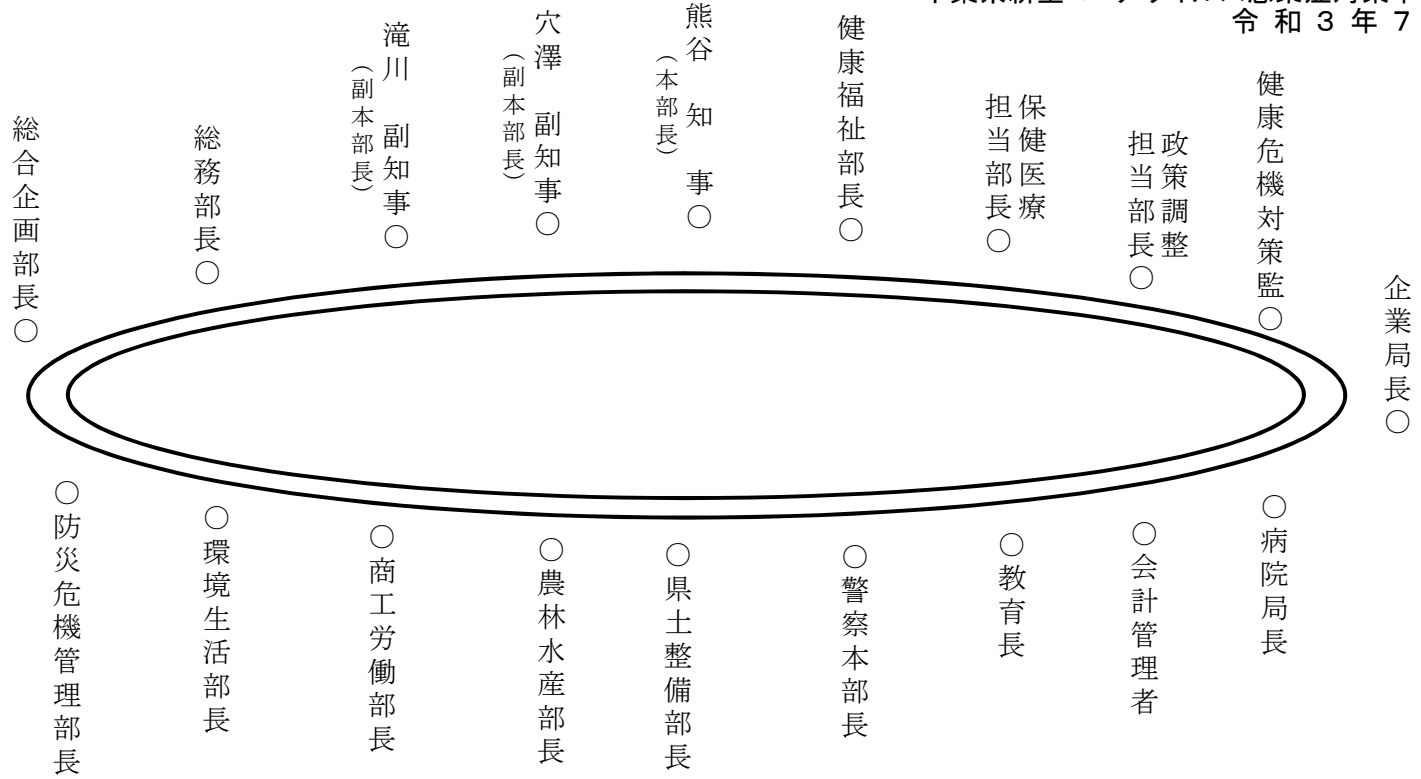 令和3年7
総合企画部長○
総務部長○
滝川 副知事○
(副本部長)
穴澤 副知事○
(副本部長)
熊谷 知 事○
(本部長)
健康福祉部長○
保健医療
担当部長○
政策調整
担当部長○
健康危機対策監○
企業局長○
○防災危機管理部長
○環境生活部長
○商工労働部長
○農林水産部長
○県土整備部長
○警察本部長
○教育長
○会計管理者
○病院局長